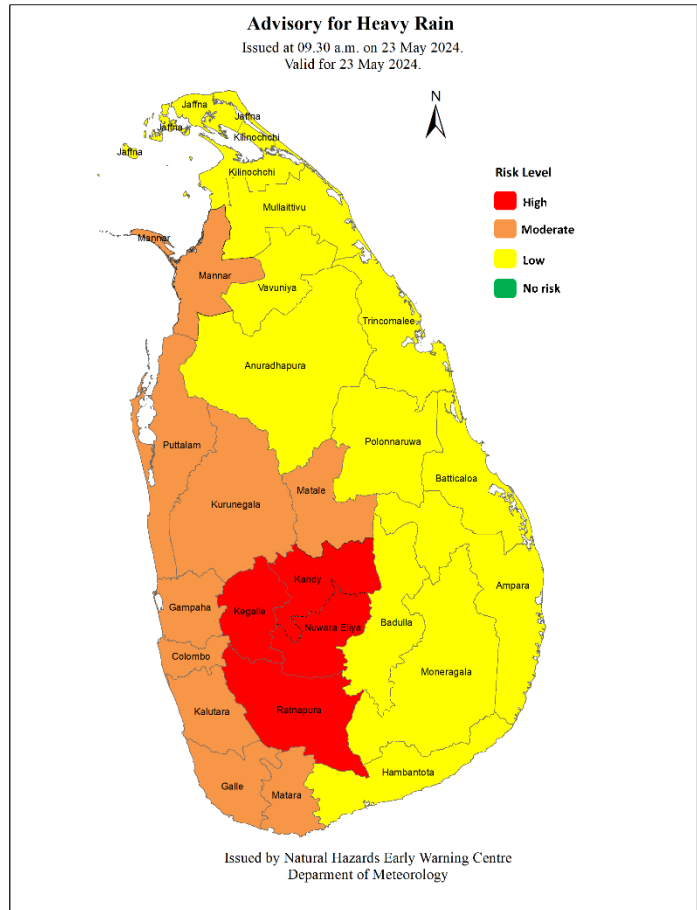 Advisory for Heavy Rain
Issued at 09.30 a.m. on 23 May 2024.
Valid for 23 May 2024.
N
Jaffna
Jaffna
Jaffna
Kilinochchi
Jaffna
Kilinochchi
Risk Level
High
Moderate
Low
No risk
Mullaittivu
Mannar
Mannar
Vavuniya
Trincomalee
Anuradhapura
Polonnaruwa
Puttalam
Batticaloa
Matale
Kurunegala
Kandy
Ampara
Gampaha
Kegalle
Nuwara Eliya
Badulla
Colombo
Moneragala
Ratnapura
Kalutara
Hambantota
Galle
Matara
Issued by Natural Hazards Early Warning Centre
Deparment of Meteorology